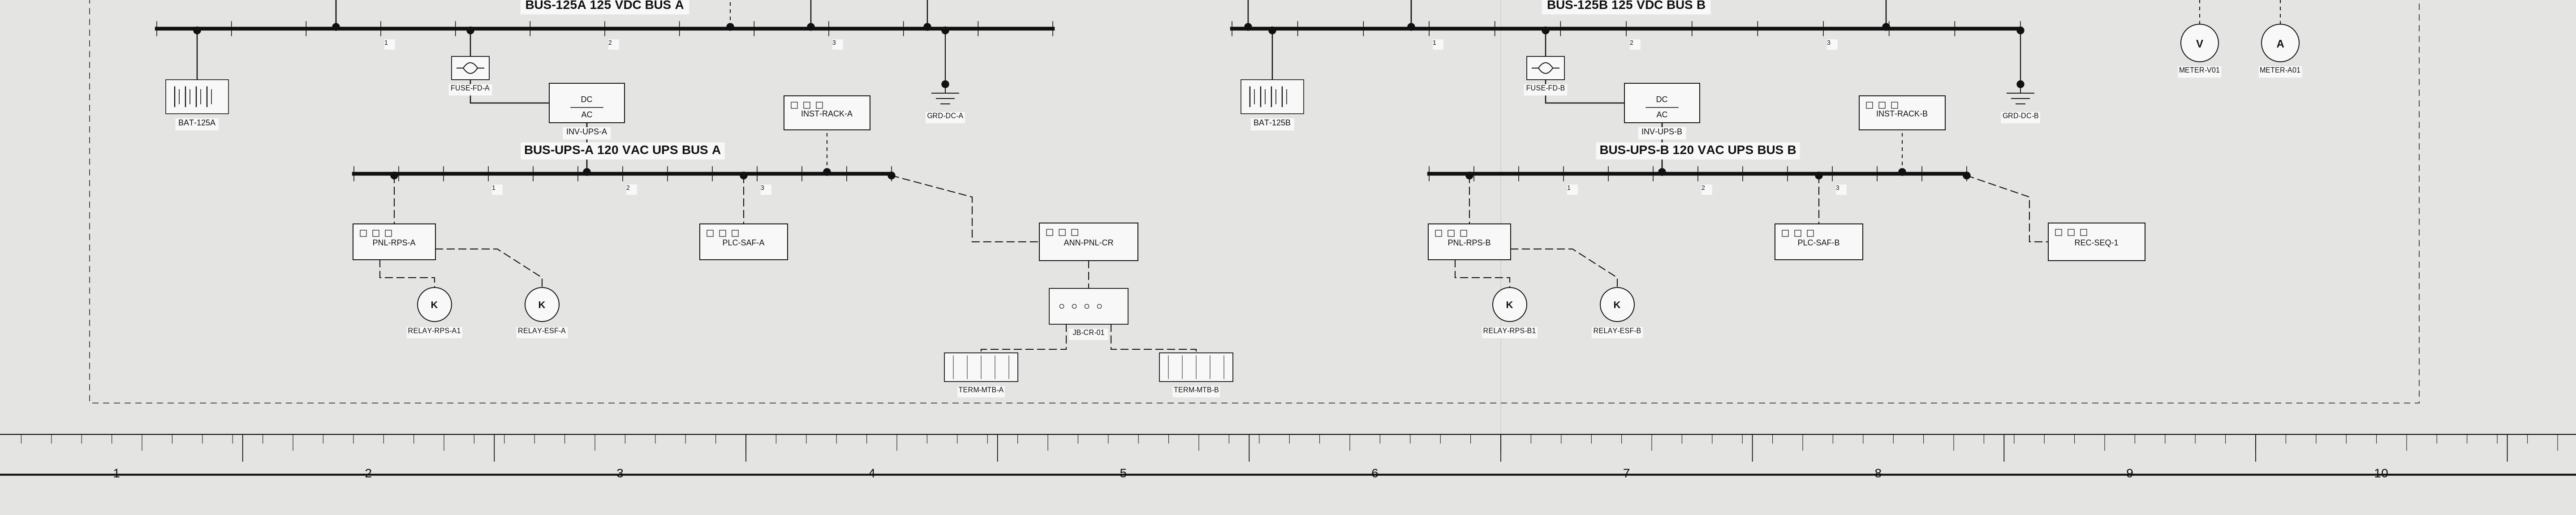 BUS-125A 125 VDC BUS A
BUS-125B 125 VDC BUS B
1
2
3
1
2
3
V
A
METER-V01
METER-A01
FUSE-FD-A
DC
AC
INST-RACK-A
GRD-DC-A
BAT-125A
INV-UPS-A
FUSE-FD-B
DC
AC
INST-RACK-B
GRD-DC-B
BAT-125B
INV-UPS-B
BUS-UPS-A 120 VAC UPS BUS A
BUS-UPS-B 120 VAC UPS BUS B
1
2
3
1
2
3
PNL-RPS-A
PLC-SAF-A
ANN-PNL-CR
PNL-RPS-B
PLC-SAF-B
REC-SEQ-1
K
K
K
K
RELAY-RPS-A1
RELAY-ESF-A
JB-CR-01
RELAY-RPS-B1
RELAY-ESF-B
TERM-MTB-A
TERM-MTB-B
1
2
3
4
5
6
7
8
9
10